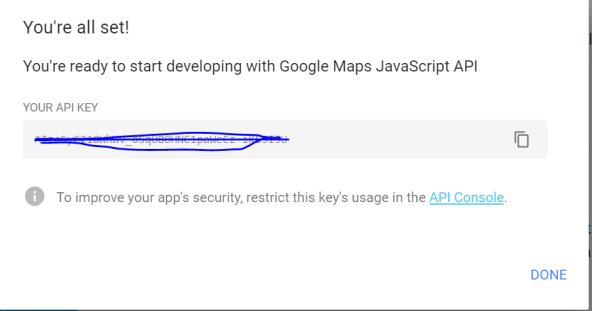 You're all set!
You're ready to start developing with Google Maps JavaScript API
YOUR API KEY
To improve your app's security, restrict this key's usage in the API Console.
DONE